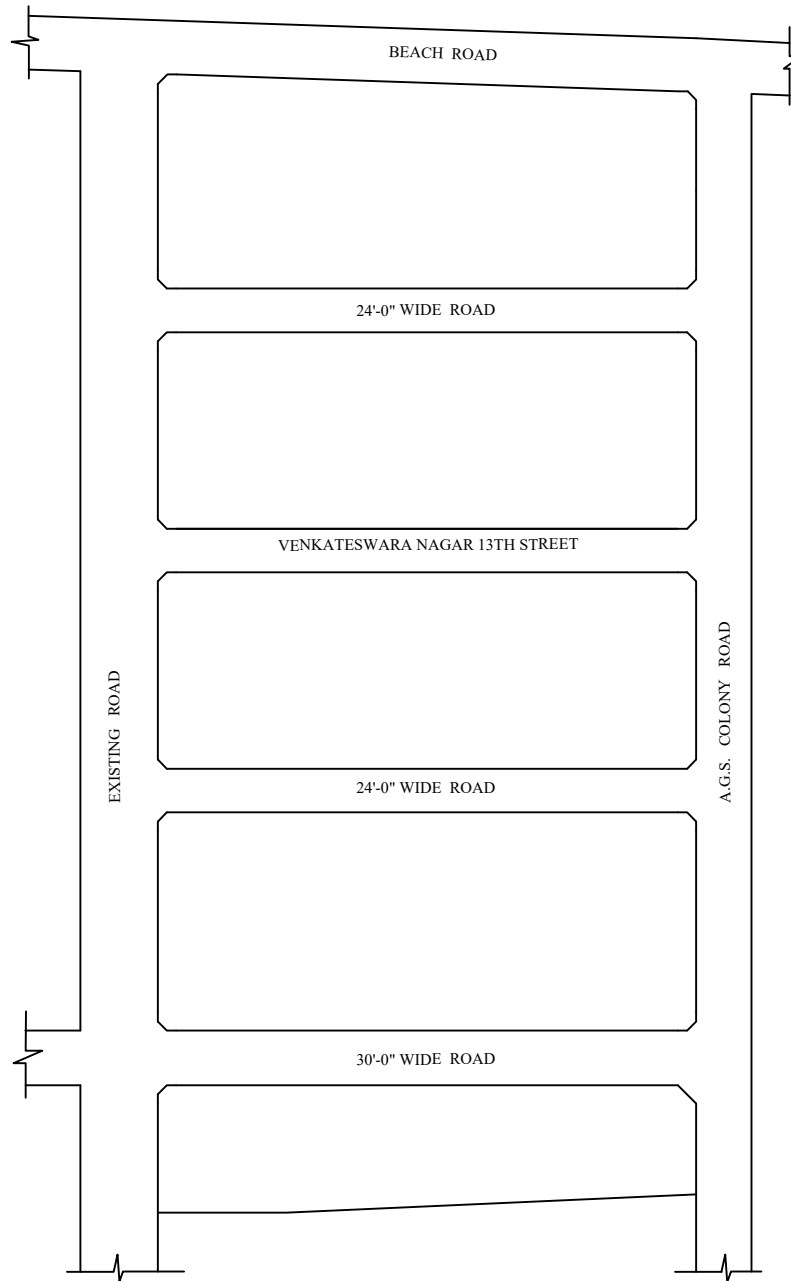 BEACH ROAD
24'-0" WIDE ROAD
VENKATESWARA NAGAR 13TH STREET
EXISTING ROAD
A.G.S. COLONY ROAD
24'-0" WIDE ROAD
30'-0" WIDE ROAD